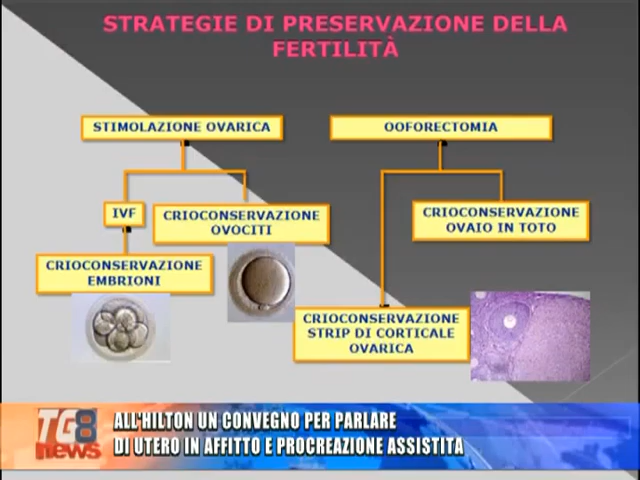 STRATEGIE DI PRESERVAZIONE DELLA
FERTILITÀ
STIMOLAZIONE OVARICA
OOFORECTOMIA
IVF
CRIOCONSERVAZIONE
OVOCITI
CRIOCONSERVAZIONE
OVAIO IN TOTO
CRIOCONSERVAZIONE
EMBRIONI
CRIOCONSERVAZIONE
STRIP DI CORTICALE
OVARICA
TG8
news
ALL'HILTON UN CONVEGNO PER PARLARE
DI UTERO IN AFFITTO E PROCREAZIONE ASSISTITA